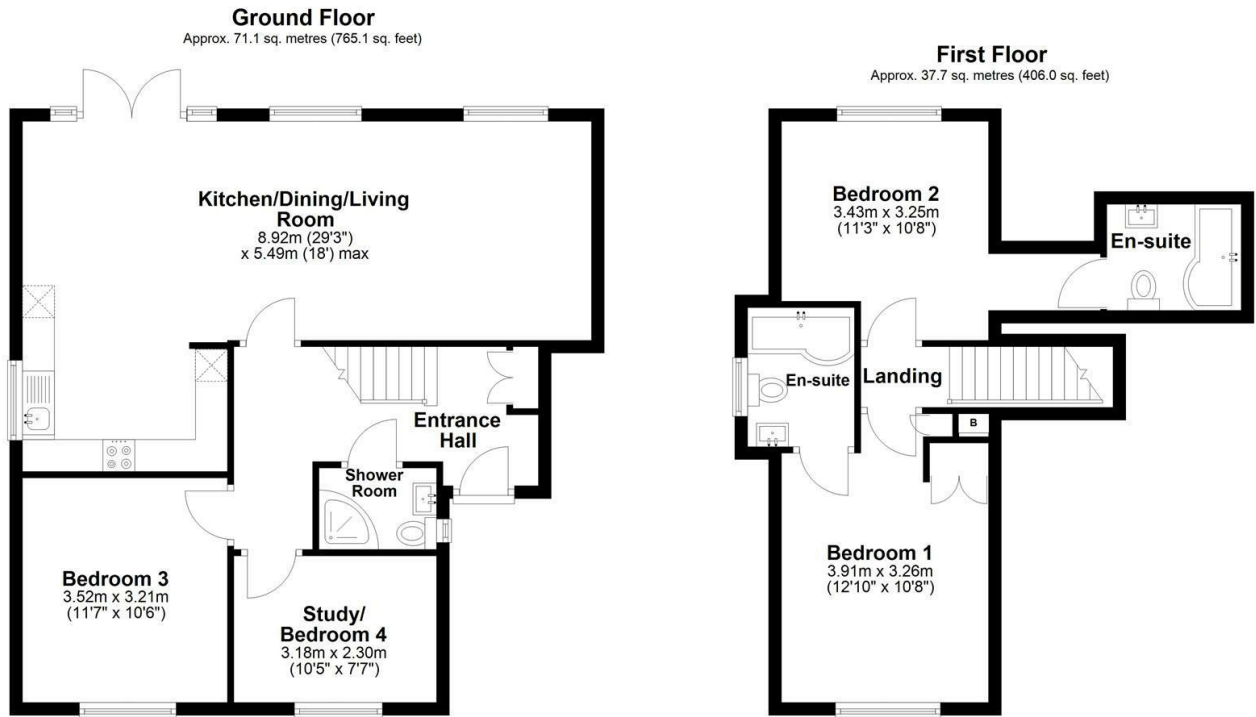 Ground Floor
Approx. 71.1 sq. metres (765.1 sq. feet)
Kitchen/Dining/Living
Room
8.92m (29'3")
x 5.49m (18') max
Entrance
Hall
Shower
Room
Bedroom 3
3.52m x 3.21m
(11'7" x 10'6")
Study/
Bedroom 4
3.18m x 2.30m
(10'5" x 7'7")
First Floor
Approx. 37.7 sq. metres (406.0 sq. feet)
Bedroom 2
3.43m x 3.25m
(11'3" x 10'8")
En-suite
En-suite
Landing
B
Bedroom 1
3.91m x 3.26m
(12'10" x 10'8")